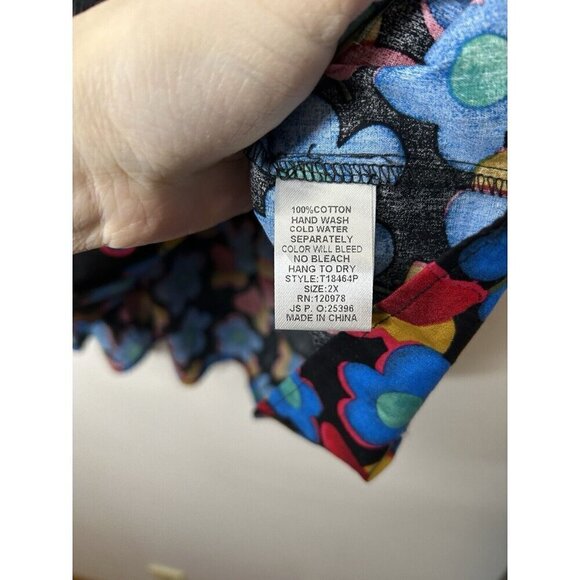 100%COTTON
HAND WASH
COLD WATER
SEPARATELY
COLOR WILL BLEED
NO BLEACH
HANG TO DRY
STYLE:T18464P
SIZE:2X
RN:120978
JS P. O:25396
MADE IN CHINA